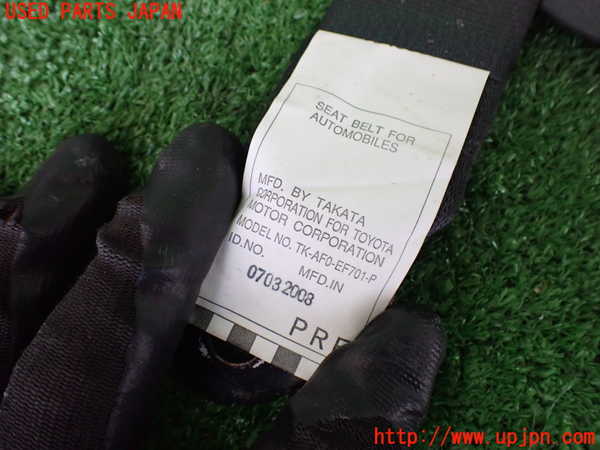 USED PARTS JAPAN
SEAT BELT FOR
AUTOMOBILES
MFD. BY TAKATA
CORPORATION FOR TOYOTA
MOTOR CORPORATION
MODEL NO. TK-AF0-EF701-P
ID.NO. MFD.IN
07032008
http://www.upjpn.com/